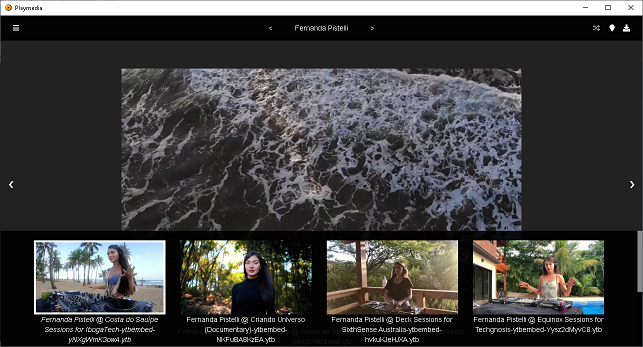 Playmedia
< Fernanda Pistelli >
Fernanda Pistelli @ Costa do Sauipe
Sessions for IbogaTech-ytbembed-
yNXgWmK3owA.ytb
Fernanda Pistelli @ Criando Universo
(Documentary)-ytbembed-
NKFuBA8KzEA.ytb
Fernanda Pistelli @ Deck Sessions for
SixthSense.Australia-ytbembed-
hvkuKJeFUXA.ytb
Fernanda Pistelli @ Equinox Sessions for
Techgnosis-ytbembed-Yysz2dMyvC8.ytb